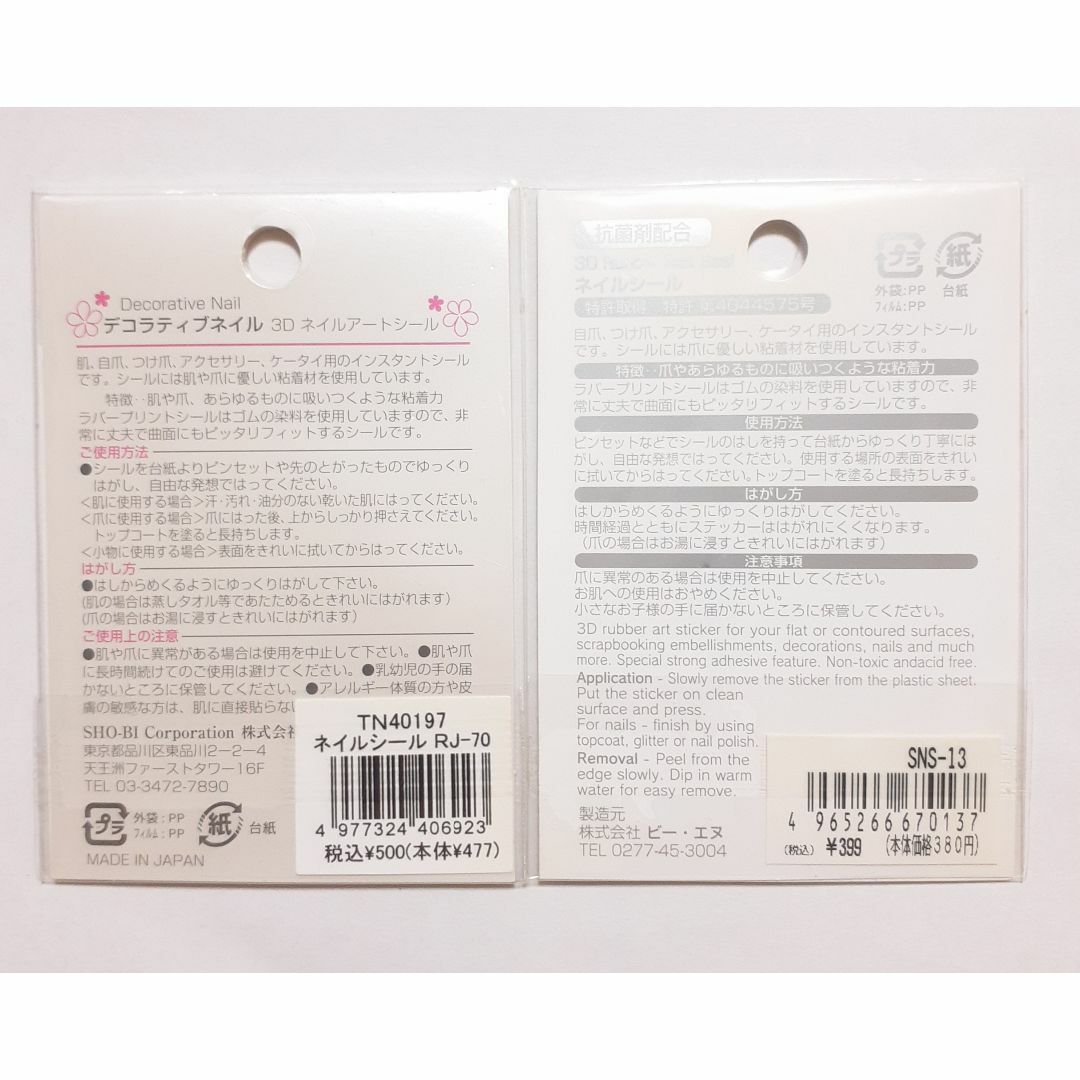 Decorative Nail
デコラティブネイル 3D ネイルアートシール
肌、自爪、つけ爪、アクセサリー、ケータイ用のインスタントシール
です。シールには肌や爪に優しい粘着材を使用しています。
特徴‥肌や爪、あらゆるものに吸いつくような粘着力
ラバープリントシールはゴムの染料を使用していますので、非
常に丈夫で曲面にもピッタリフィットするシールです。
ご使用方法
●シールを台紙よりピンセットや先のとがったものでゆっくり
はがし、自由な発想ではってください。
<肌に使用する場合>汗・汚れ・油分のない乾いた肌にはってください。
<爪に使用する場合>爪にはった後、上からしっかり押さえてください。
トップコートを塗ると長持ちします。
<小物に使用する場合>表面をきれいに拭いてからはってください。
はがし方
●はしからめくるようにゆっくりはがして下さい。
(肌の場合は蒸しタオル等であたためるときれいにはがれます)
(爪の場合はお湯に浸すときれいにはがれます)
ご使用上の注意
●肌や爪に異常がある場合は使用を中止して下さい。●肌や爪
に長時間続けてのご使用は避けてください。●乳幼児の手の届
かないところに保管してください。●アレルギー体質の方や皮
膚の敏感な方は、肌に直接貼らない
SHO-BI Corporation 株式会社
東京都品川区東品川2-2-4
天王洲ファーストタワー16F
TEL 03-3472-7890
プラ 外袋:PP フィルム:PP 紙 台紙
MADE IN JAPAN
TN40197
ネイルシール RJ-70
4 977324 406923
税込¥500(本体¥477)
抗菌剤配合
3D
ネイルシール
特許取得 特許 第4044575号
プラ 紙
外袋:PP 台紙
フィルム:PP
自爪、つけ爪、アクセサリー、ケータイ用のインスタントシール
です。シールには爪に優しい粘着材を使用しています。
特徴‥爪やあらゆるものに吸いつくような粘着力
ラバープリントシールはゴムの染料を使用していますので、非
常に丈夫で曲面にもピッタリフィットするシールです。
使用方法
ピンセットなどでシールのはしを持って台紙からゆっくり丁寧には
がし、自由な発想ではってください。使用する場所の表面をきれい
に拭いてからはってください。トップコートを塗ると長持ちします。
はがし方
はしからめくるようにゆっくりはがしてください。
時間経過とともにステッカーははがれにくくなります。
(爪の場合はお湯に浸すときれいにはがれます)
注意事項
爪に異常のある場合は使用を中止してください。
お肌への使用はおやめください。
小さなお子様の手に届かないところに保管してください。
3D rubber art sticker for your flat or contoured surfaces,
scrapbooking embellishments, decorations, nails and much
more. Special strong adhesive feature. Non-toxic andacid free.
Application - Slowly remove the sticker from the plastic sheet.
Put the sticker on clean
surface and press.
For nails - finish by using
topcoat, glitter or nail polish.
Removal - Peel from the
edge slowly. Dip in warm
water for easy remove.
製造元
株式会社 ビー・エヌ
TEL 0277-45-3004
SNS-13
4 965266 670137
(税込) ¥399 (本体価格380円)